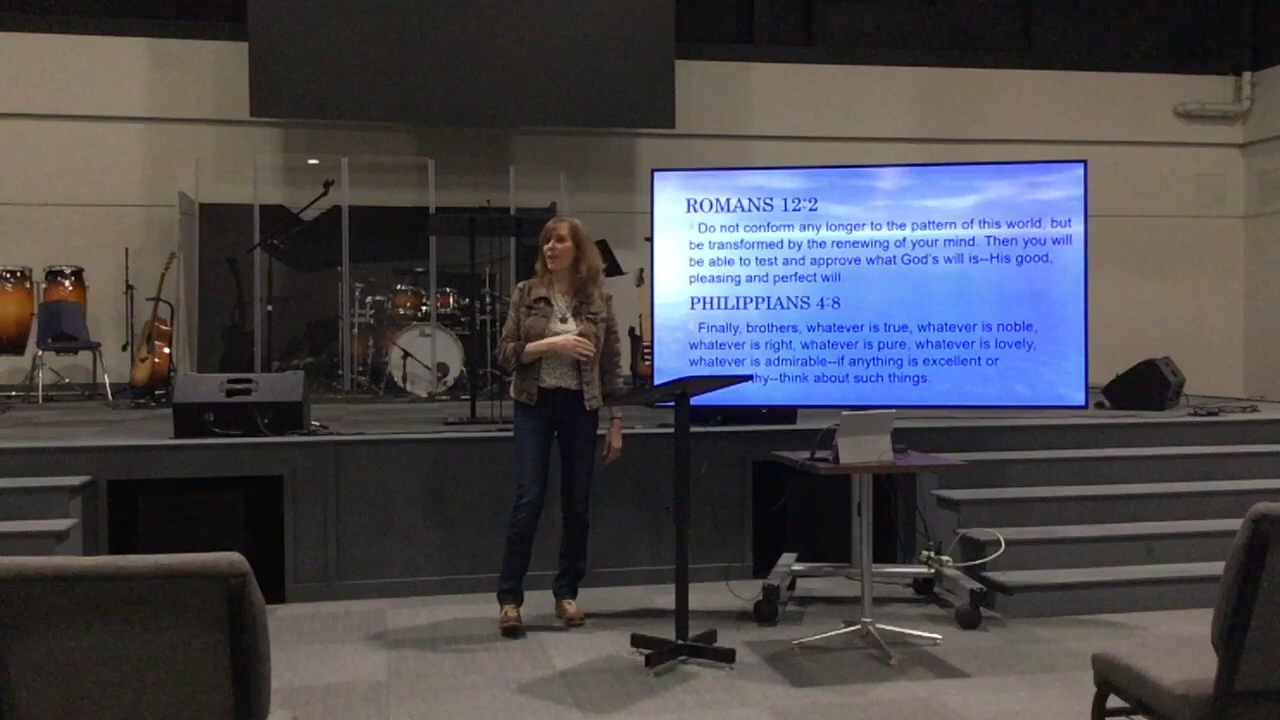 ROMANS 12:2
Do not conform any longer to the pattern of this world, but
be transformed by the renewing of your mind. Then you will
be able to test and approve what God's will is--His good,
pleasing and perfect will.
PHILIPPIANS 4:8
Finally, brothers, whatever is true, whatever is noble,
whatever is right, whatever is pure, whatever is lovely,
whatever is admirable--if anything is excellent or
thy--think about such things.